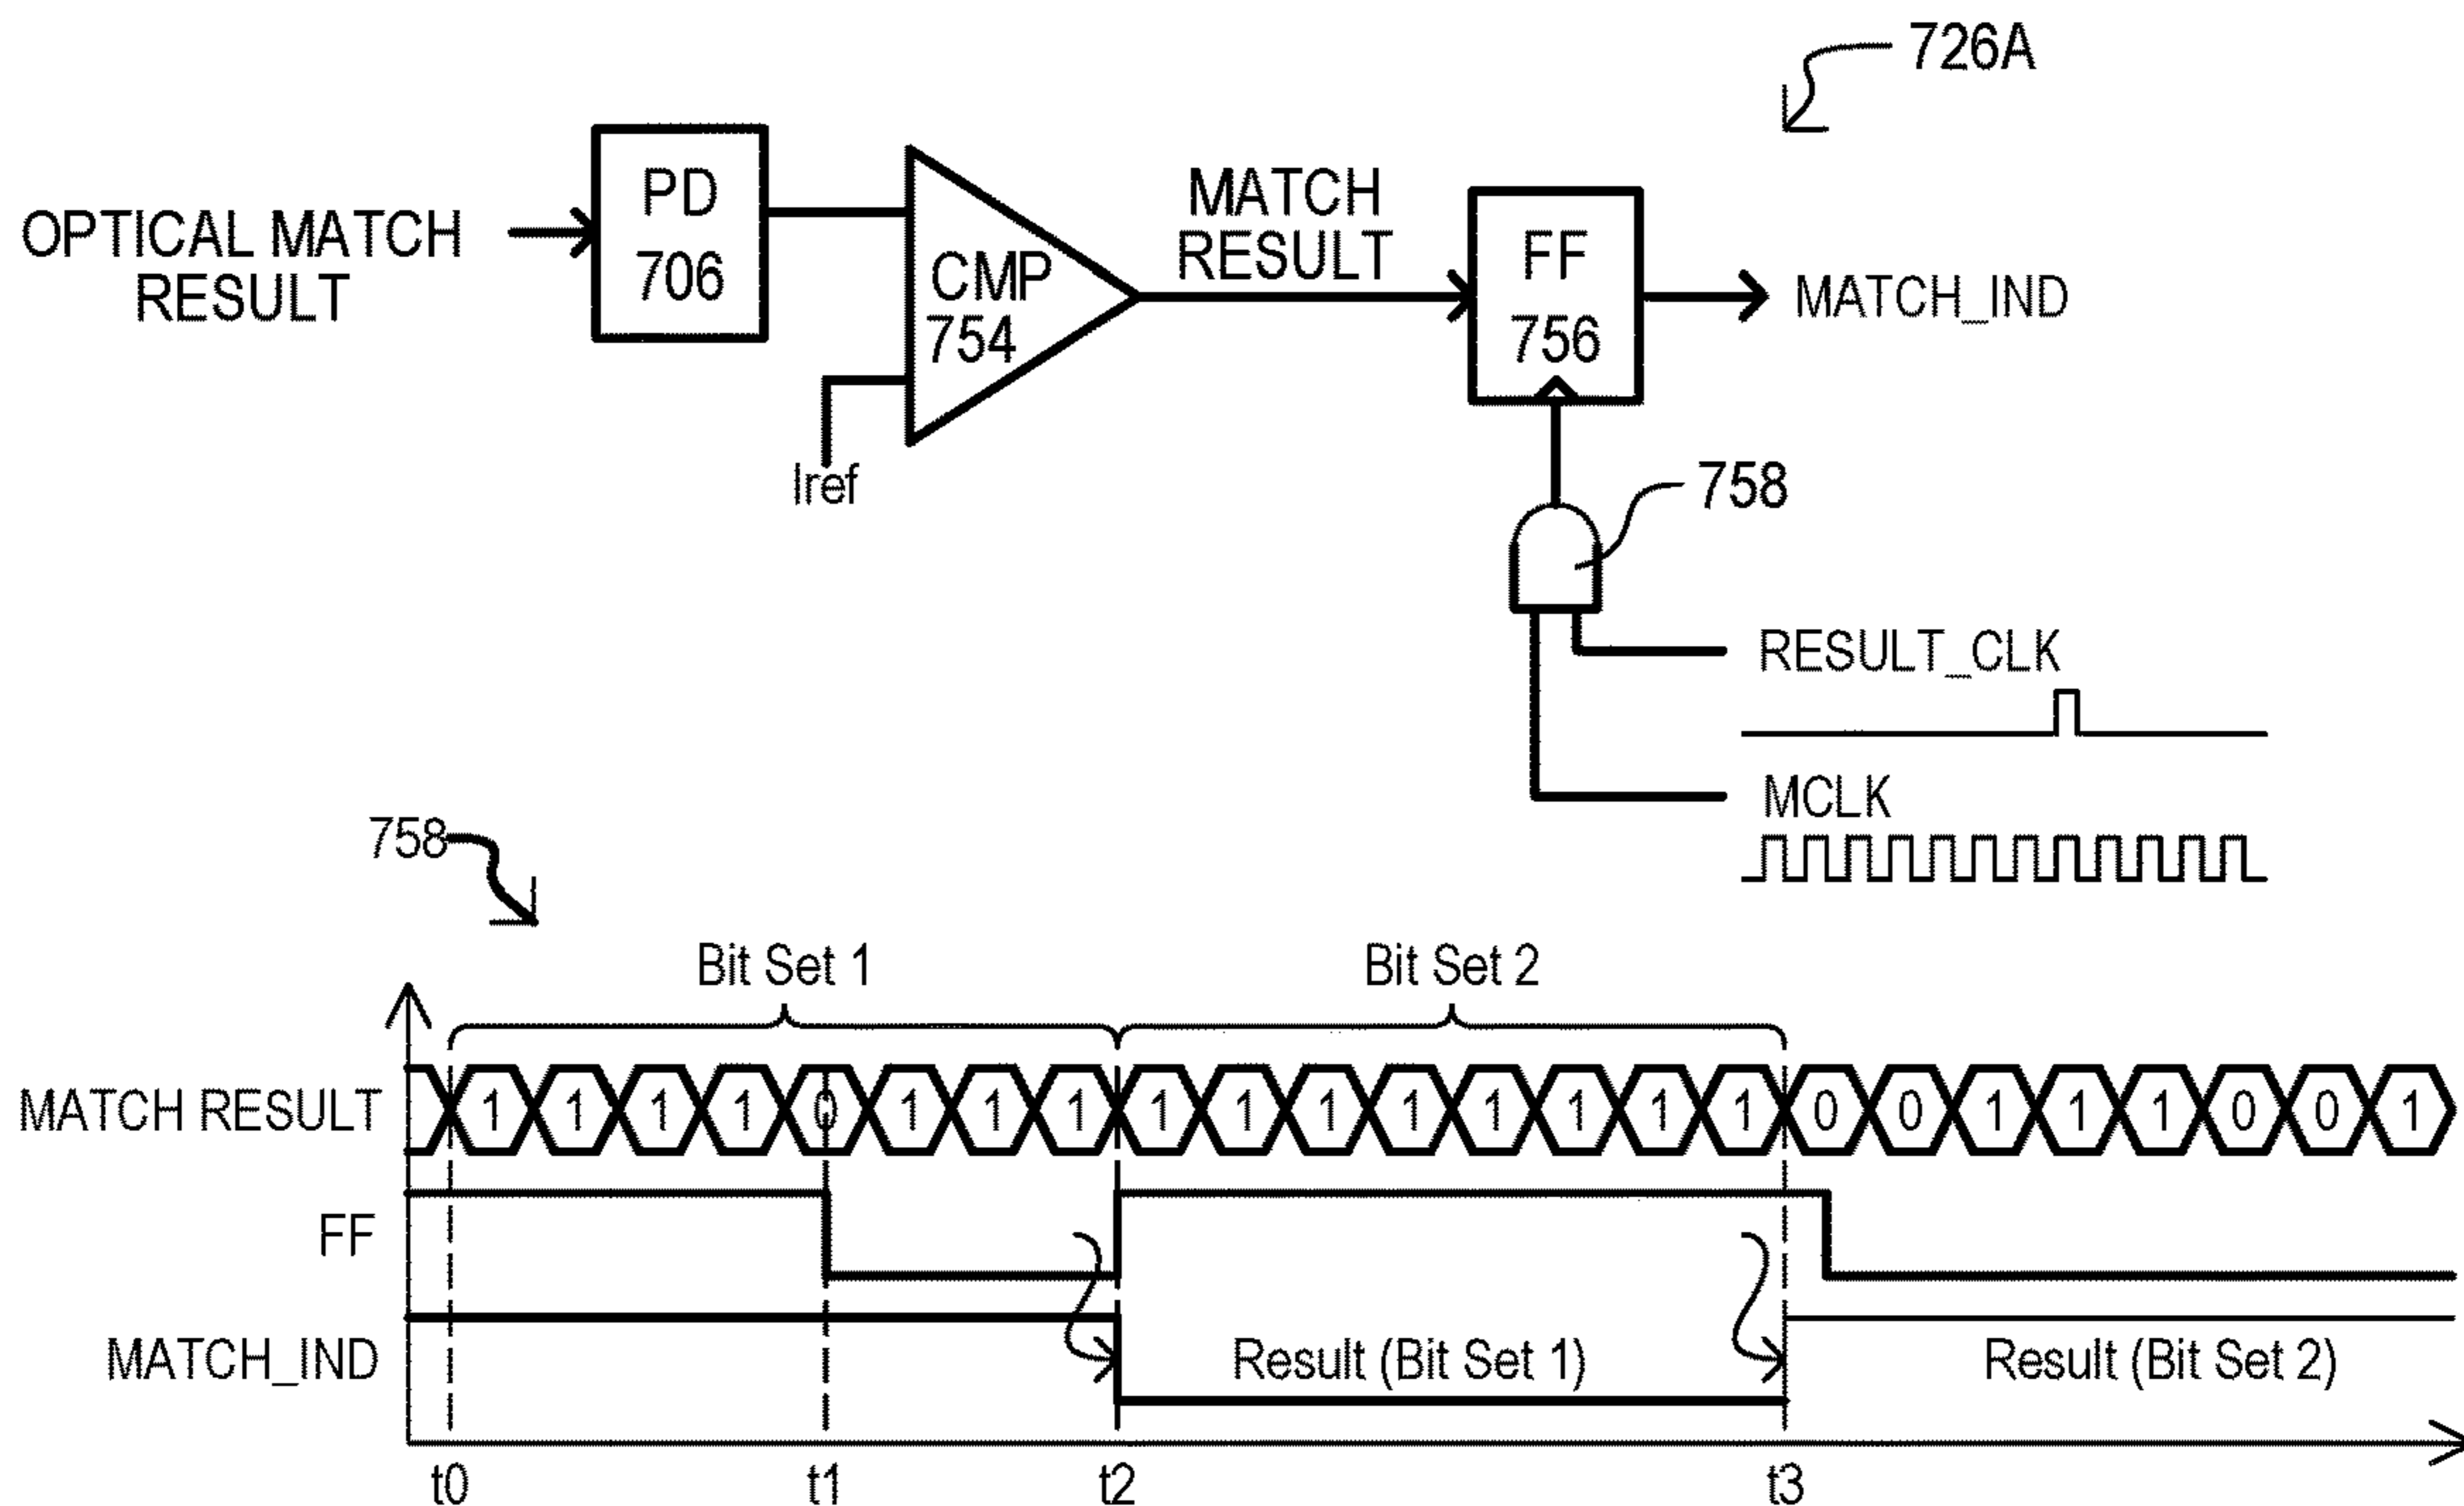 726A
OPTICAL MATCH
RESULT
PD
706
CMP
754
Iref
MATCH
RESULT
FF
756
MATCH_IND
758
RESULT_CLK
MCLK
758
Bit Set 1
Bit Set 2
MATCH RESULT
1 1 1 1 0 1 1 1 1 1 1 1 1 1 1 1 0 0 1 1 1 0 0 1
FF
MATCH_IND
Result (Bit Set 1)
Result (Bit Set 2)
t0
t1
t2
t3